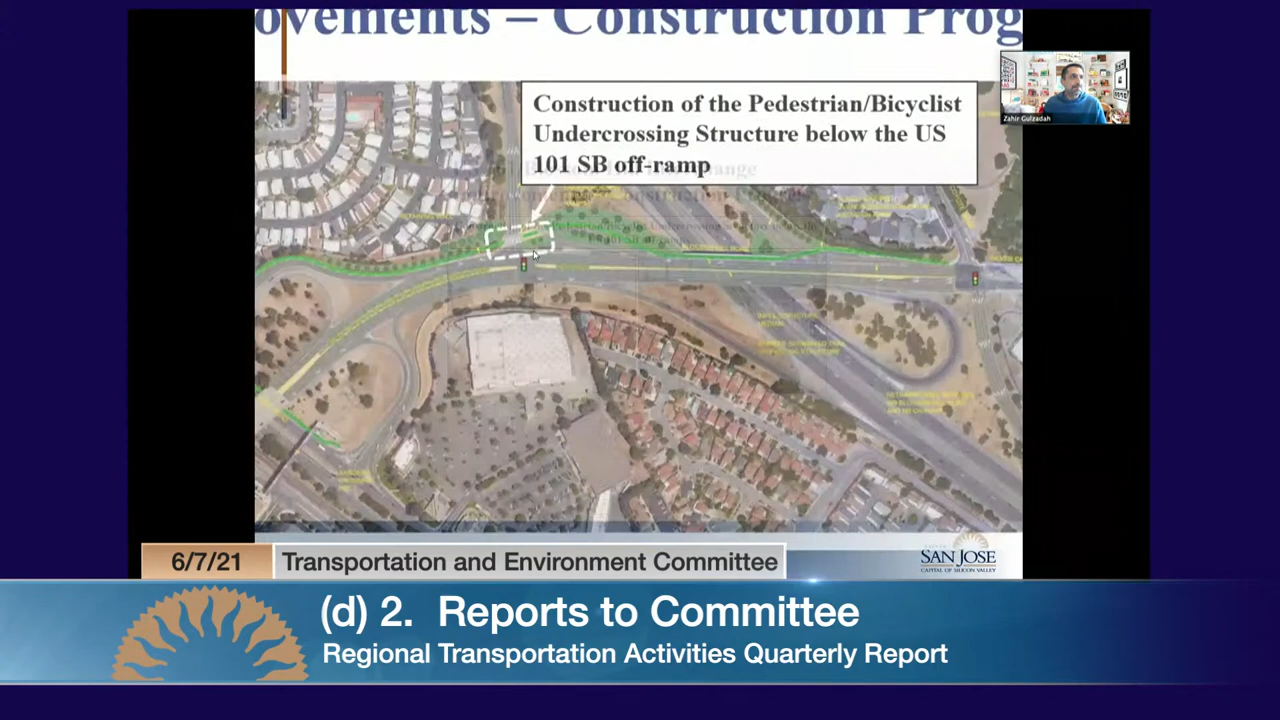 ovements – Construction Prog
Construction of the Pedestrian/Bicyclist
Undercrossing Structure below the US
101 SB off-ramp
Zahir Gulzadah
6/7/21
Transportation and Environment Committee
SAN JOSE
CAPITAL OF SILICON VALLEY
(d) 2. Reports to Committee
Regional Transportation Activities Quarterly Report